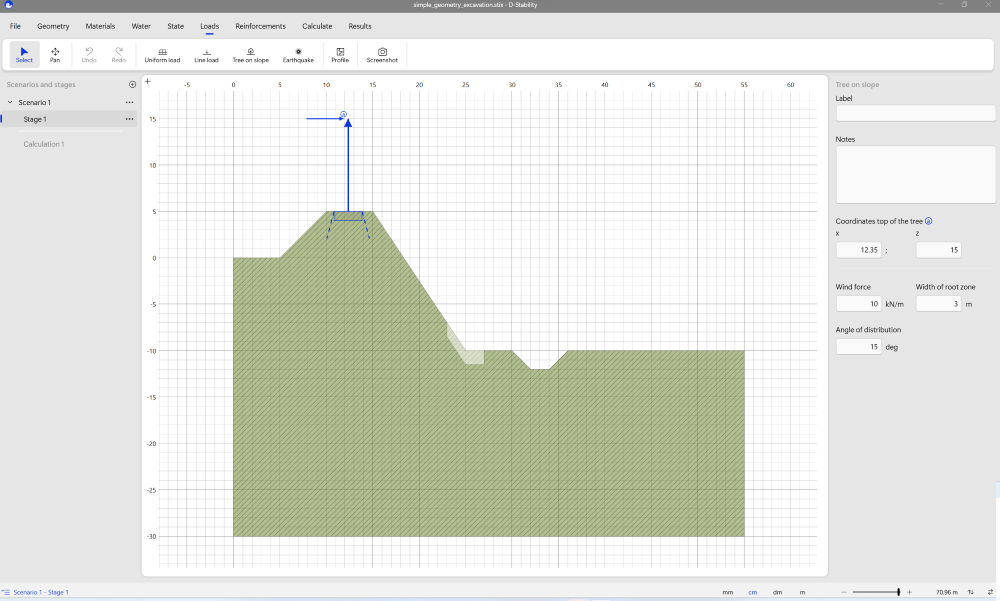 simple_geometry_excavation.stix - D-Stability
File Geometry Materials Water State Loads Reinforcements Calculate Results
Select Pan Undo Redo Uniform load Line load Tree on slope Earthquake Profile Screenshot
Scenarios and stages
Scenario 1
Stage 1
Calculation 1
-5 0 5 10 15 20 25 30 35 40 45 50 55 60
15
10
5
0
-5
-10
-15
-20
-25
-30
Tree on slope
Label
Notes
Coordinates top of the tree
x z
12.35 ; 15
Wind force Width of root zone
10 kN/m 3 m
Angle of distribution
15 deg
Scenario 1 - Stage 1
mm cm dm m
70.96 m